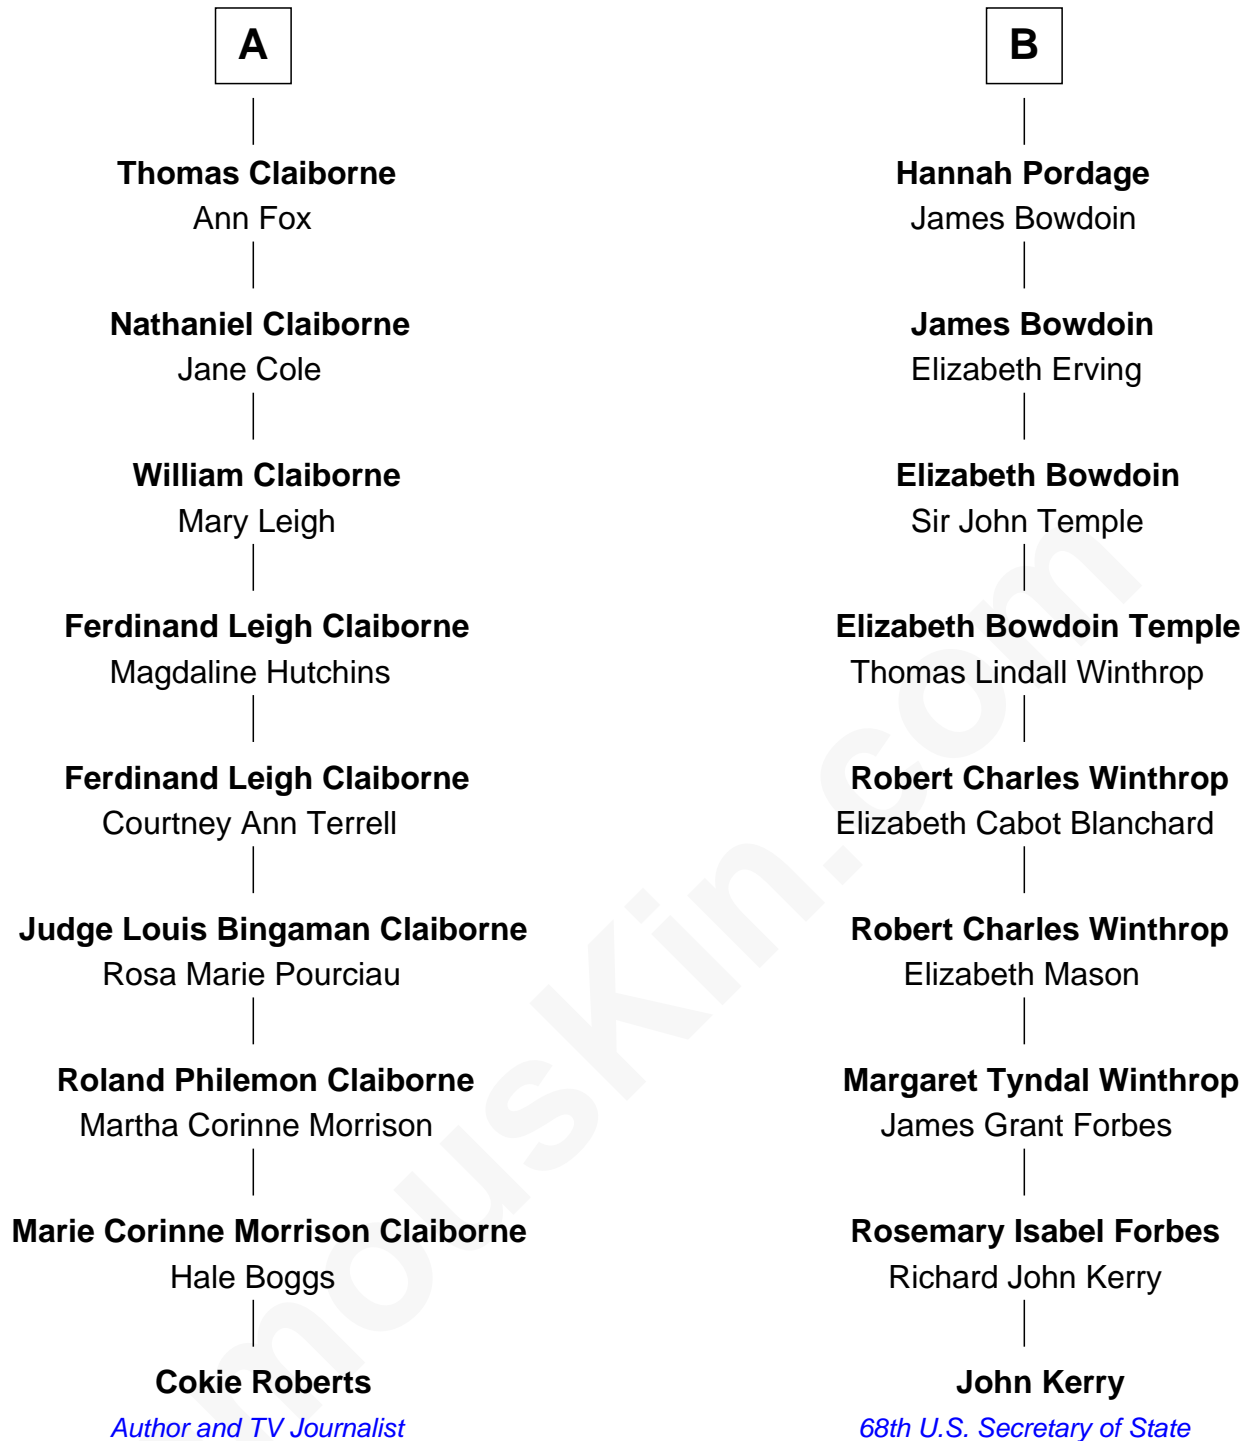 A
B
Thomas Claiborne
Ann Fox
Hannah Pordage
James Bowdoin
Nathaniel Claiborne
Jane Cole
James Bowdoin
Elizabeth Erving
William Claiborne
Mary Leigh
Elizabeth Bowdoin
Sir John Temple
Ferdinand Leigh Claiborne
Magdaline Hutchins
Elizabeth Bowdoin Temple
Thomas Lindall Winthrop
Ferdinand Leigh Claiborne
Courtney Ann Terrell
Robert Charles Winthrop
Elizabeth Cabot Blanchard
Judge Louis Bingaman Claiborne
Rosa Marie Pourciau
Robert Charles Winthrop
Elizabeth Mason
Roland Philemon Claiborne
Martha Corinne Morrison
Margaret Tyndal Winthrop
James Grant Forbes
Marie Corinne Morrison Claiborne
Hale Boggs
Rosemary Isabel Forbes
Richard John Kerry
Cokie Roberts
Author and TV Journalist
John Kerry
68th U.S. Secretary of State
mouskin.com